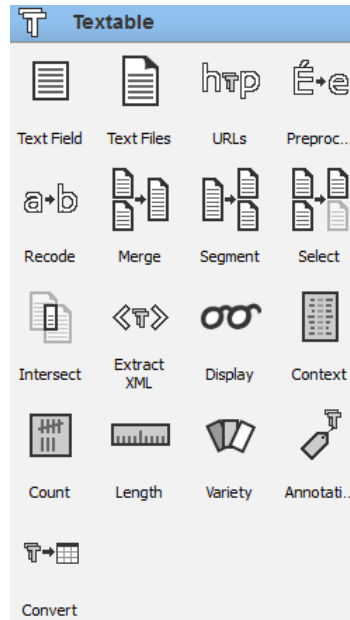 Textable
Text Field Text Files URLs Preproc...
Recode Merge Segment Select
Intersect Extract XML Display Context
Count Length Variety Annotati...
Convert